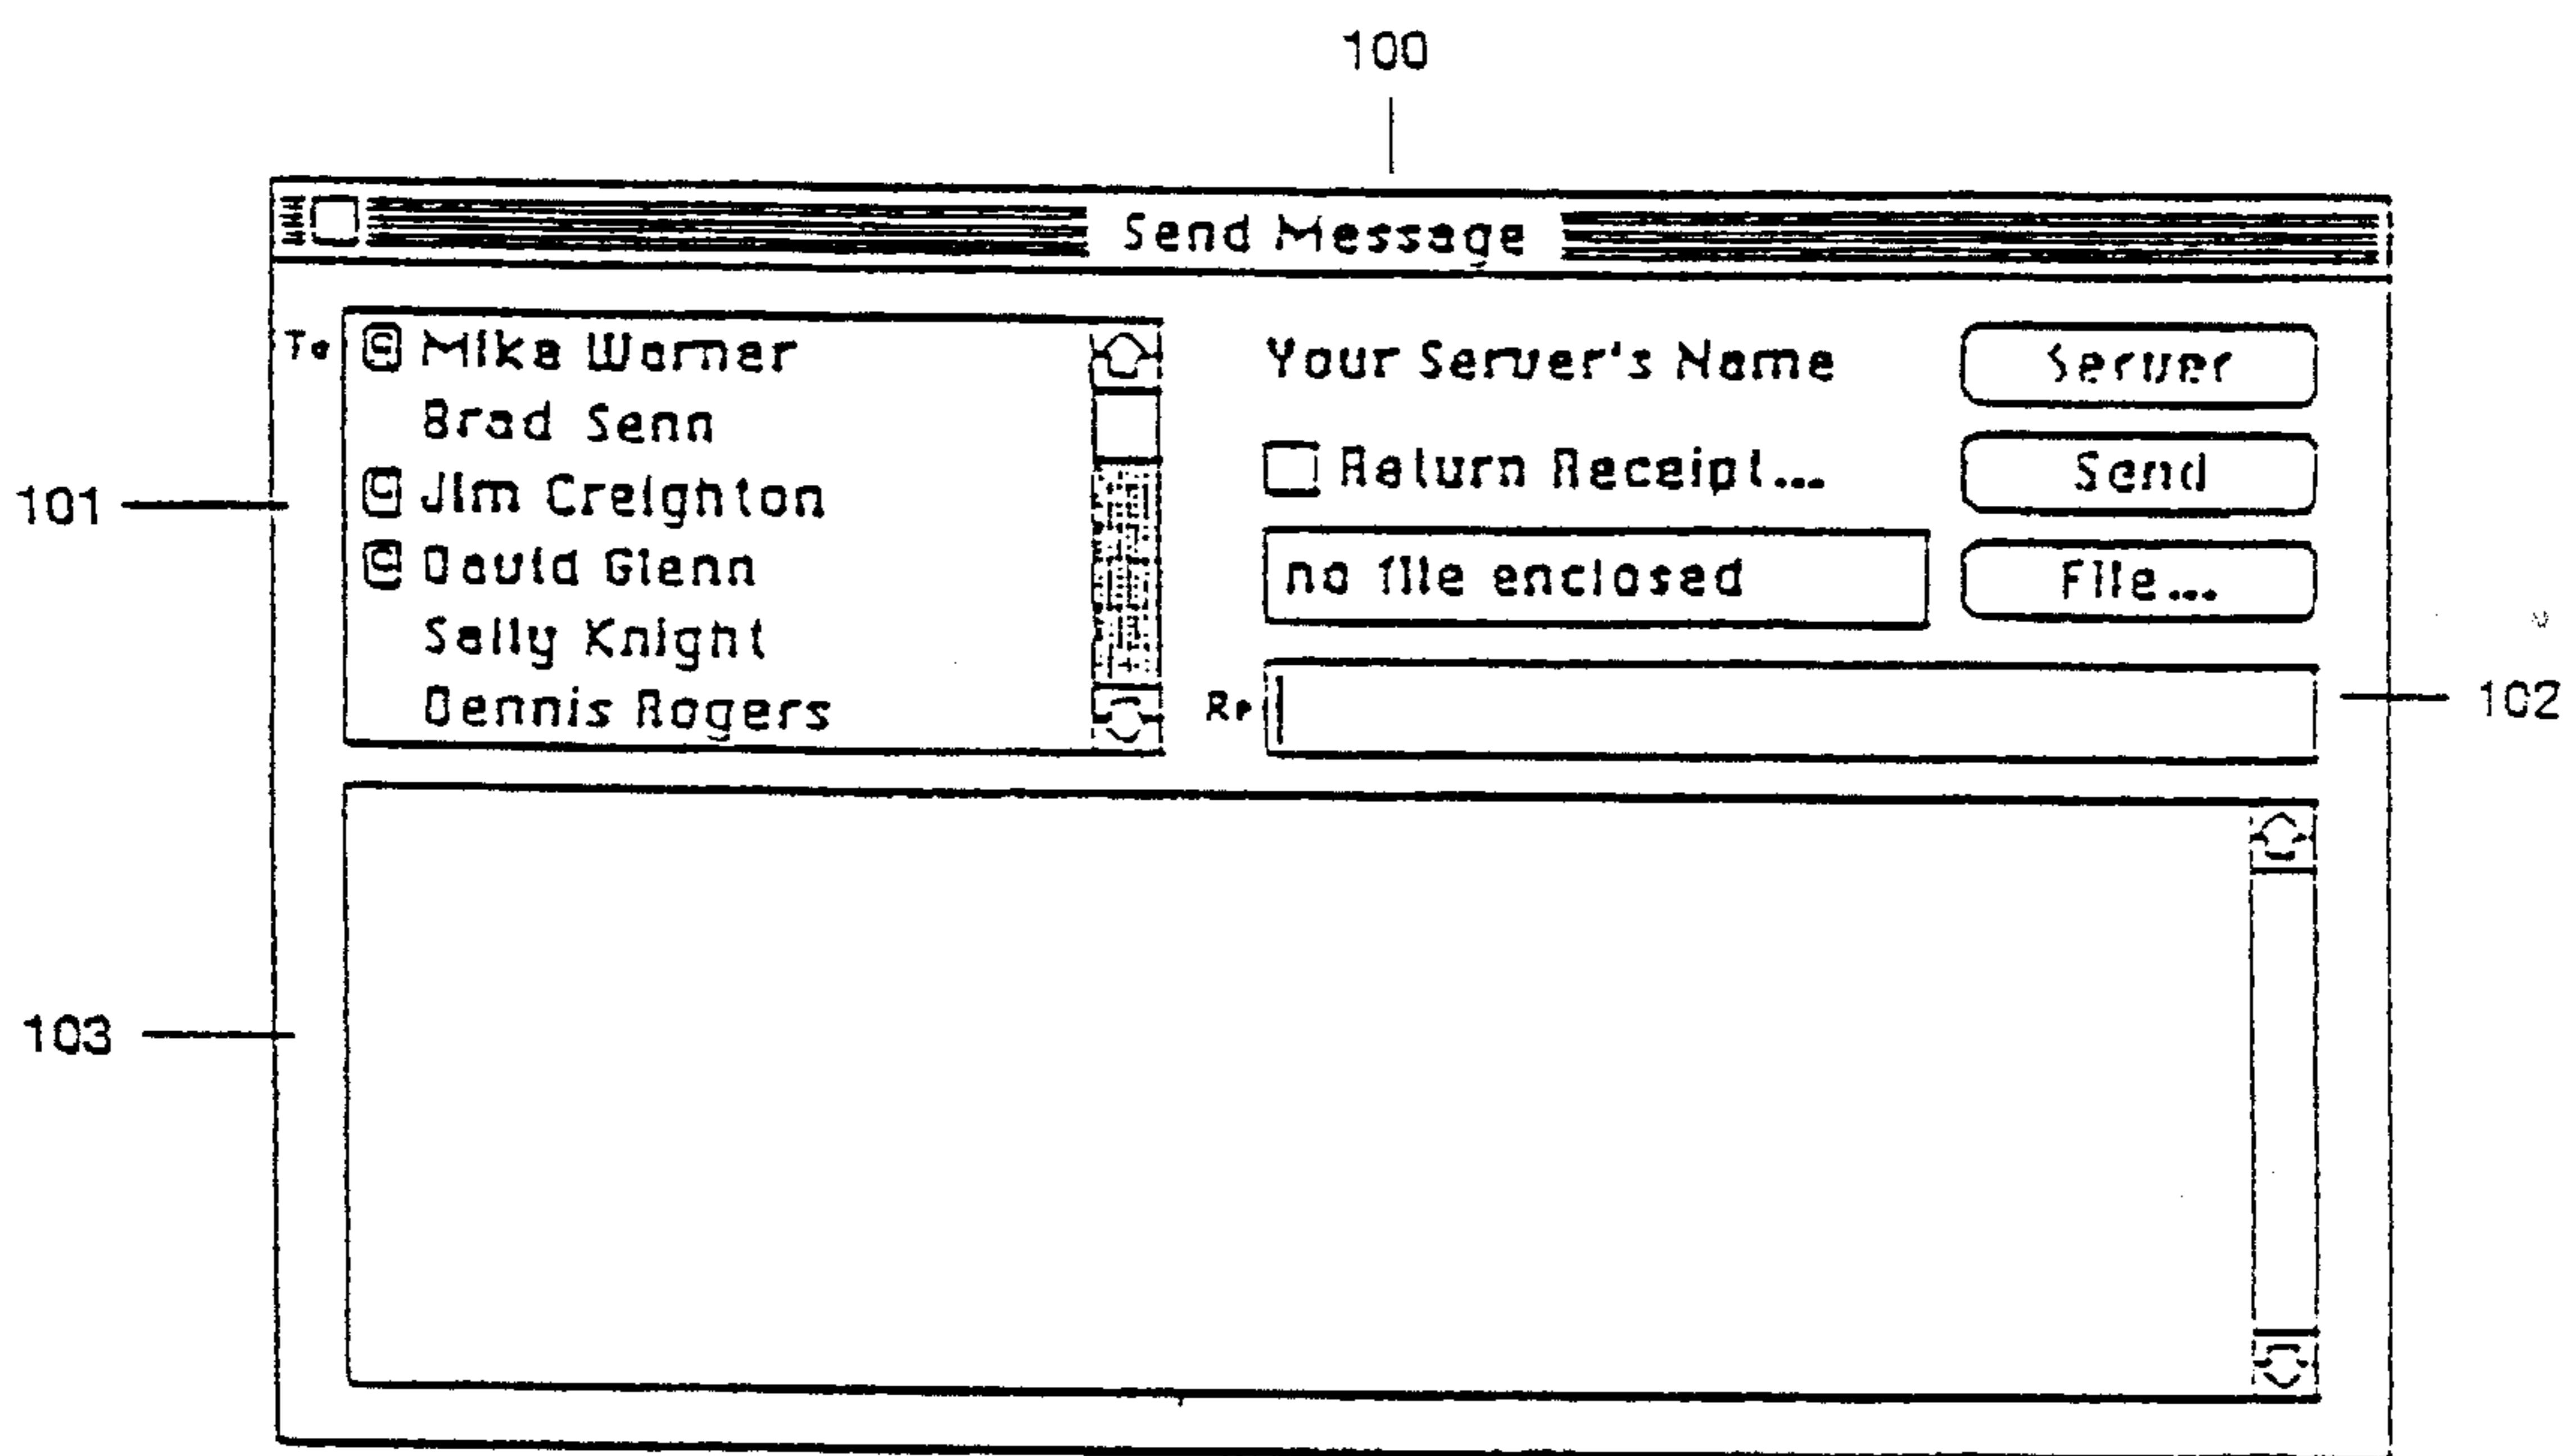 100
Send Message
To
Mike Warner
Brad Senn
Jim Creighton
David Glenn
Sally Knight
Dennis Rogers
Your Server's Name
Server
Return Receipt...
Send
no file enclosed
File...
Re
101
102
103